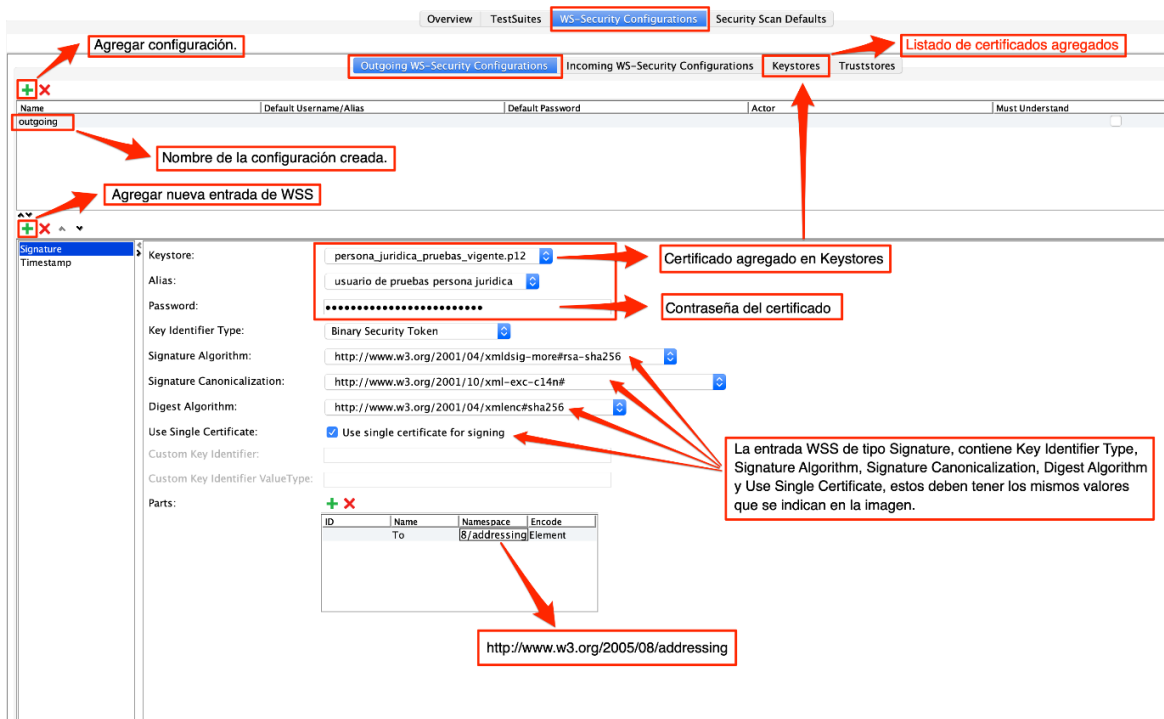 Overview TestSuites WS-Security Configurations Security Scan Defaults
Agregar configuración.
Listado de certificados agregados
Outgoing WS-Security Configurations Incoming WS-Security Configurations Keystores Truststores
Name Default Username/Alias Default Password Actor Must Understand
outgoing
Nombre de la configuración creada.
Agregar nueva entrada de WSS
Signature
Timestamp
Keystore: persona_juridica_pruebas_vigente.p12
Certificado agregado en Keystores
Alias: usuario de pruebas persona juridica
Password: ••••••••••••••••••••••••
Contraseña del certificado
Key Identifier Type: Binary Security Token
Signature Algorithm: http://www.w3.org/2001/04/xmldsig-more#rsa-sha256
Signature Canonicalization: http://www.w3.org/2001/10/xml-exc-c14n#
Digest Algorithm: http://www.w3.org/2001/04/xmlenc#sha256
Use Single Certificate: Use single certificate for signing
La entrada WSS de tipo Signature, contiene Key Identifier Type,
Signature Algorithm, Signature Canonicalization, Digest Algorithm
y Use Single Certificate, estos deben tener los mismos valores
que se indican en la imagen.
Custom Key Identifier:
Custom Key Identifier ValueType:
Parts:
ID Name Namespace Encode
To 8/addressing Element
http://www.w3.org/2005/08/addressing